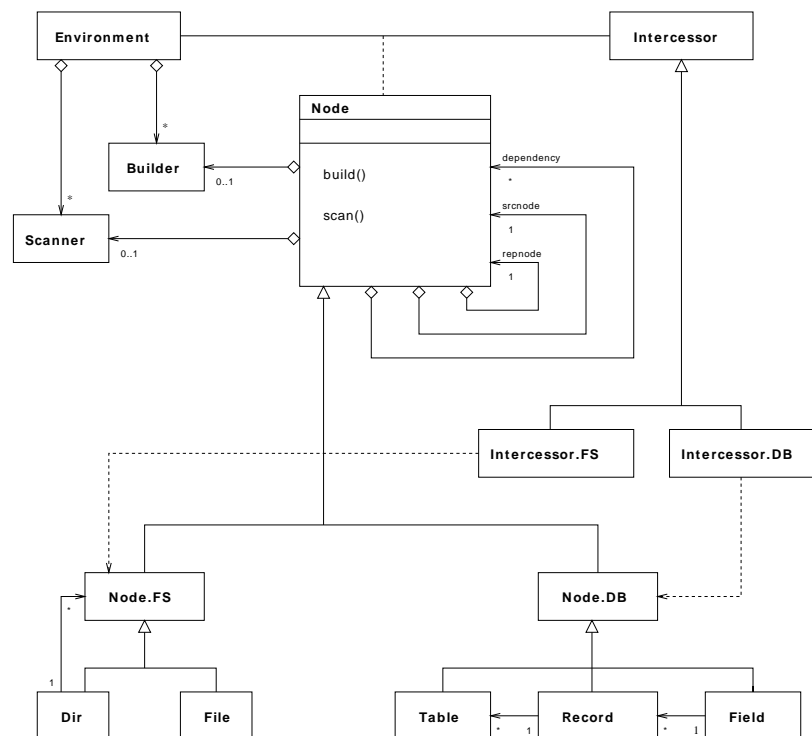 Environment
Intercessor
Node
*
Builder
0..1
build()
dependency
*
*
scan()
srcnode
1
Scanner
0..1
repnode
1
Intercessor.FS
Intercessor.DB
Node.FS
Node.DB
*
1
Dir
File
Table
*
1
Record
*
1
Field